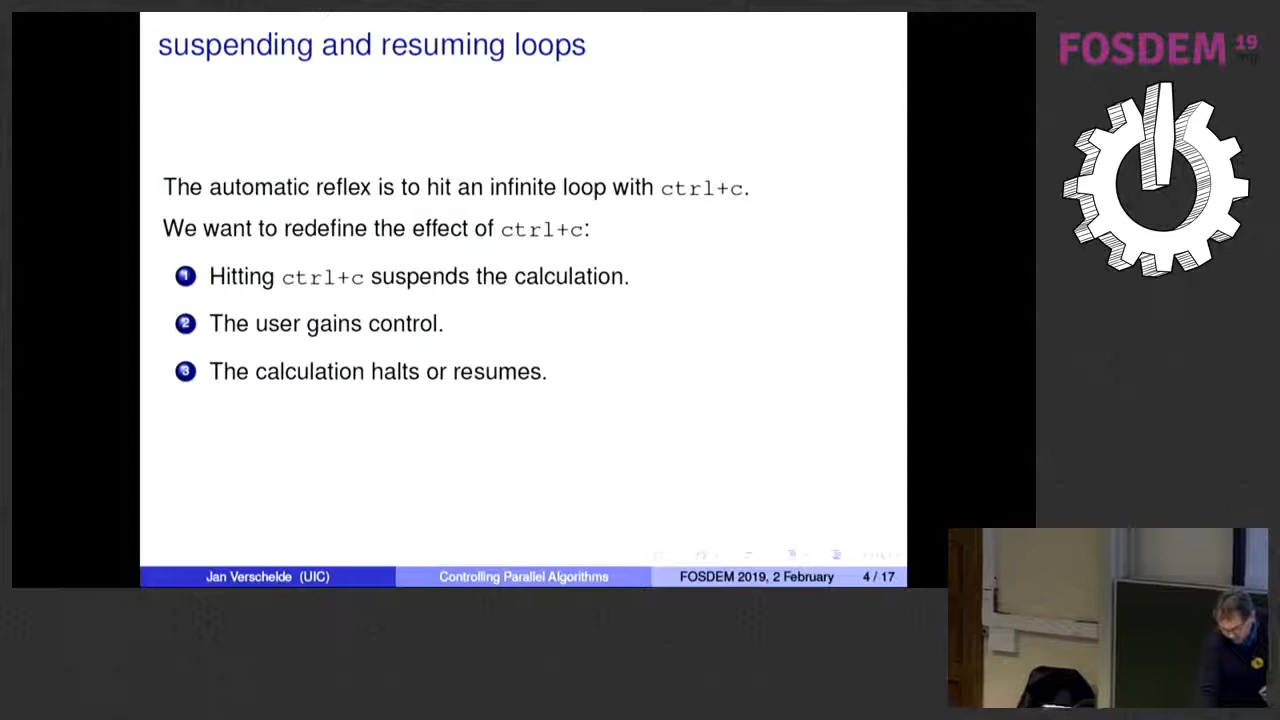 suspending and resuming loops
FOSDEM 19
The automatic reflex is to hit an infinite loop with ctrl+c.
We want to redefine the effect of ctrl+c:
1 Hitting ctrl+c suspends the calculation.
2 The user gains control.
3 The calculation halts or resumes.
Jan Verschelde (UIC) Controlling Parallel Algorithms FOSDEM 2019, 2 February 4 / 17